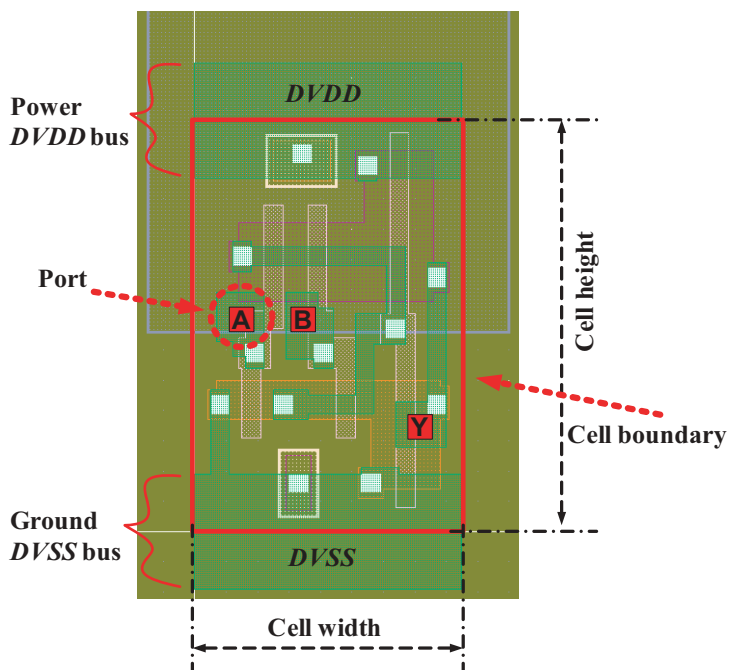 DVDD
Power
DVDD bus
Port
A
B
Cell height
Y
Cell boundary
Ground
DVSS bus
DVSS
Cell width